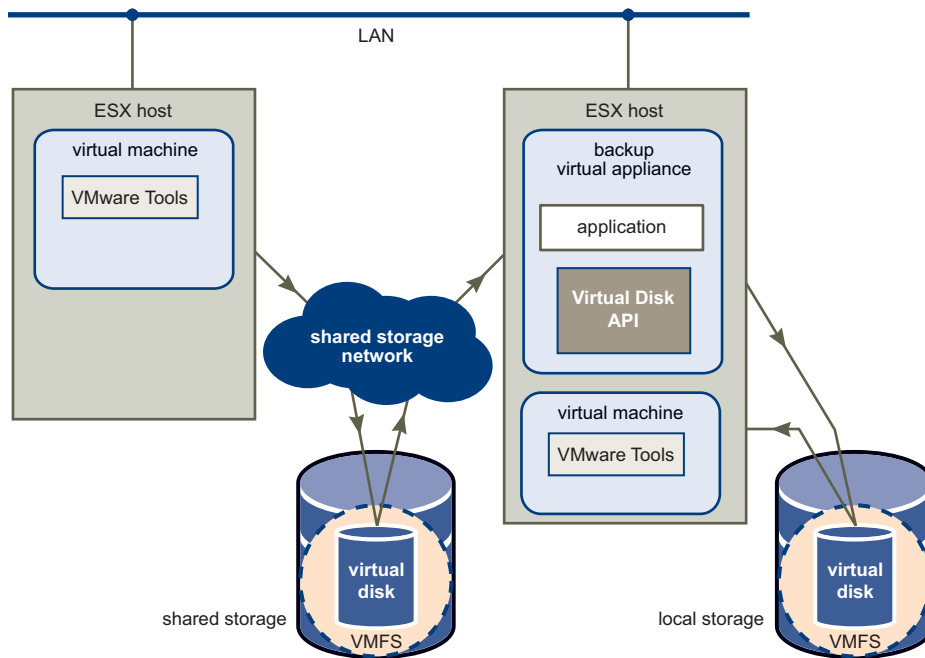 LAN
ESX host
virtual machine
VMware Tools
ESX host
backup
virtual appliance
application
Virtual Disk
API
shared storage
network
virtual machine
VMware Tools
virtual
disk
shared storage
VMFS
virtual
disk
local storage
VMFS